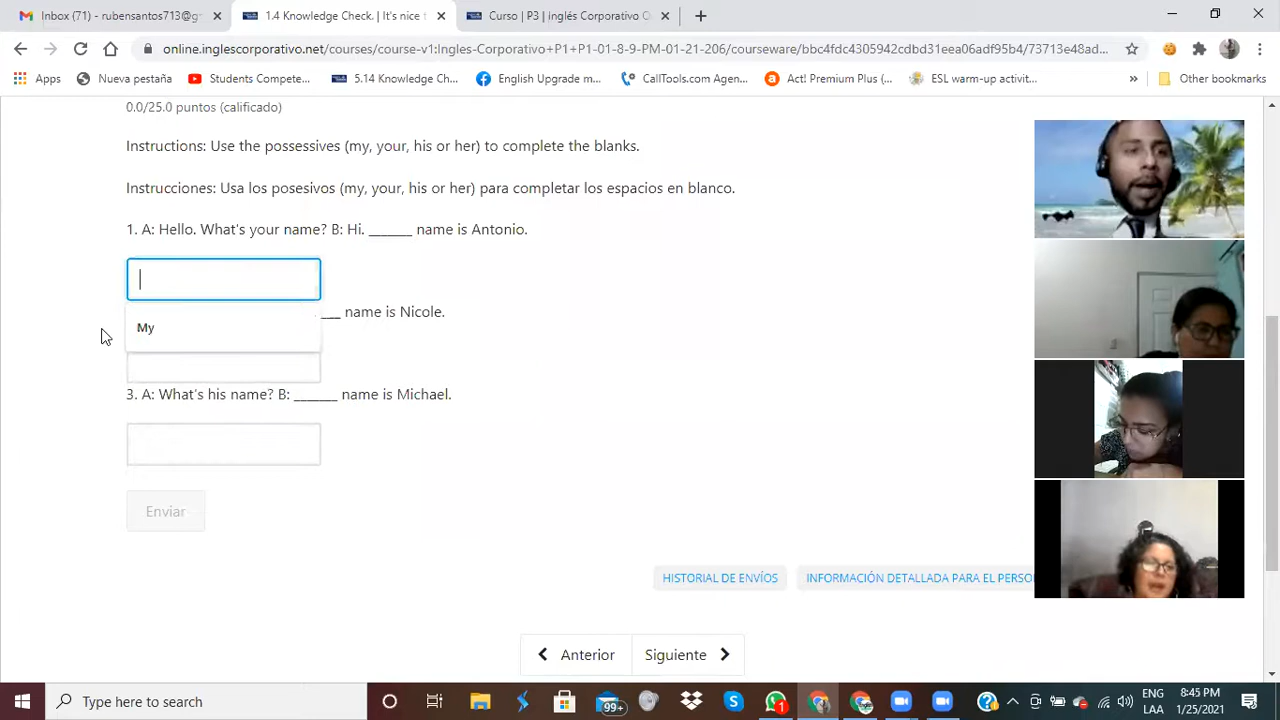 Inbox (71) - rubensantos713@g
1.4 Knowledge Check. | It's nice t
Curso | P3 | inglés Corporativo O
online.inglescorporativo.net/courses/course-v1:Ingles-Corporativo+P1+P1-01-8-9-PM-01-21-206/courseware/bbc4fdc4305942cdbd31eea06adf95b4/73713e48ad...
Apps
Nueva pestaña
Students Compete...
5.14 Knowledge Ch...
English Upgrade m...
CallTools.com Agen...
Act! Premium Plus (...
ESL warm-up activit...
»
Other bookmarks
0.0/25.0 puntos (calificado)
Instructions: Use the possessives (my, your, his or her) to complete the blanks.
Instrucciones: Usa los posesivos (my, your, his or her) para completar los espacios en blanco.
1. A: Hello. What's your name? B: Hi. _______ name is Antonio.
___ name is Nicole.
My
3. A: What's his name? B: _______ name is Michael.
Enviar
HISTORIAL DE ENVÍOS
INFORMACIÓN DETALLADA PARA EL PERSO
Anterior
Siguiente
Type here to search
99+
1
ENG
LAA
8:45 PM
1/25/2021